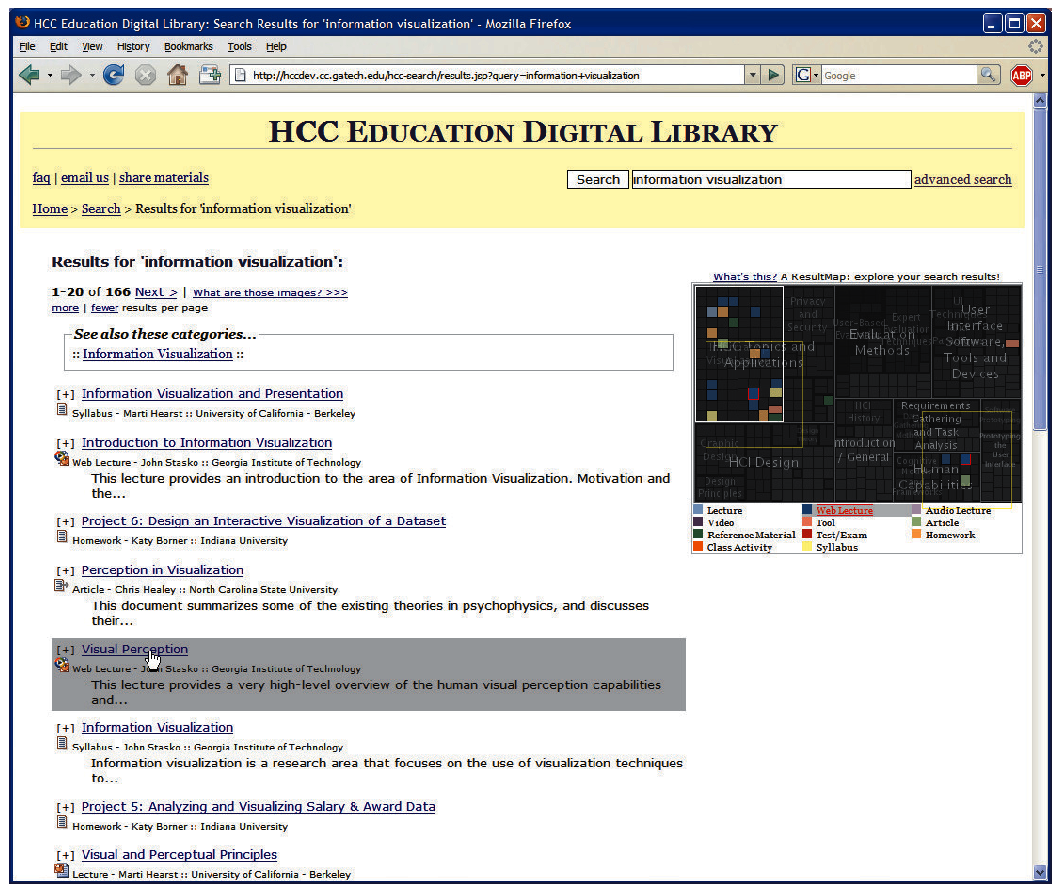 HCC Education Digital Library: Search Results for 'information visualization' - Mozilla Firefox
File Edit View History Bookmarks Tools Help
http://hccdev.cc.gatech.edu/hcc-search/results.jsp?query=information+visualization
G Google
ABP
HCC EDUCATION DIGITAL LIBRARY
faq | email us | share materials
Search information visualization advanced search
Home > Search > Results for 'information visualization'
Results for 'information visualization':
1-20 of 166 Next > | What are those images? >>>
more | fewer results per page
See also these categories...
:: Information Visualization ::
[+] Information Visualization and Presentation
Syllabus - Marti Hearst :: University of California - Berkeley
[+] Introduction to Information Visualization
Web Lecture - John Stasko :: Georgia Institute of Technology
This lecture provides an introduction to the area of Information Visualization. Motivation and
the...
[+] Project 6: Design an Interactive Visualization of a Dataset
Homework - Katy Borner :: Indiana University
[+] Perception in Visualization
Article - Chris Healey :: North Carolina State University
This document summarizes some of the existing theories in psychophysics, and discusses
their...
[+] Visual Perception
Web Lecture - John Stasko :: Georgia Institute of Technology
This lecture provides a very high-level overview of the human visual perception capabilities
and...
[+] Information Visualization
Syllabus - John Stasko :: Georgia Institute of Technology
Information visualization is a research area that focuses on the use of visualization techniques
to...
[+] Project 5: Analyzing and Visualizing Salary & Award Data
Homework - Katy Borner :: Indiana University
[+] Visual and Perceptual Principles
Lecture - Marti Hearst :: University of California - Berkeley
What's this? A ResultMap: explore your search results!
Privacy
and
Security
HCC Topics and
Applications
Expert
Evaluation
Methods
UI
User
Interface
Software,
Tools and
Devices
Graphic
Design
HCI Design
Design
Principles
HCI
History
Introduction
/ General
Requirements
Gathering
and Task
Analysis
Cognitive
Human
Capabilities
Prototyping
the
User
Interface
Lecture Web Lecture Audio Lecture
Video Tool Article
Reference Material Test/Exam Homework
Class Activity Syllabus